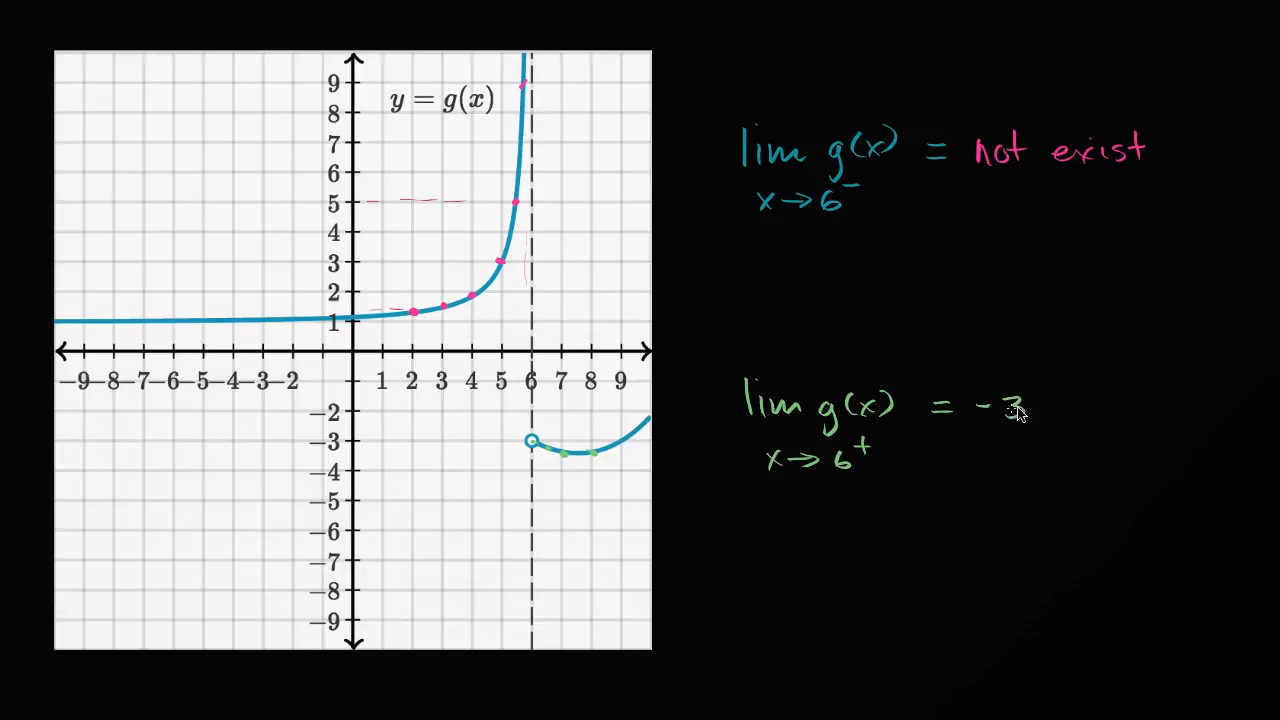 y = g(x)
9
8
7
6
5
4
3
2
1
−9 −8 −7 −6 −5 −4 −3 −2 1 2 3 4 5 6 7 8 9
−2
−3
−4
−5
−6
−7
−8
−9
lim g(x) = not exist
x→6⁻
lim g(x) = -3
x→6⁺